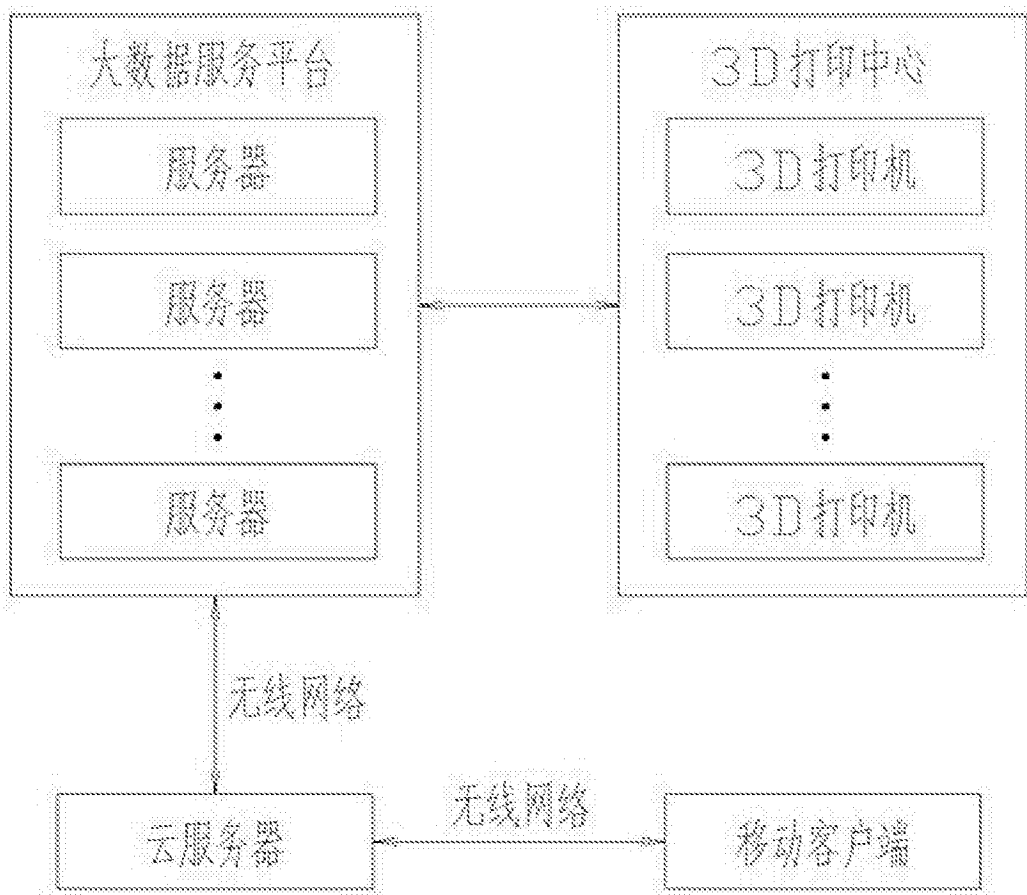 大数据服务平台
服务器
服务器
服务器
3D打印中心
3D打印机
3D打印机
3D打印机
无线网络
云服务器
无线网络
移动客户端